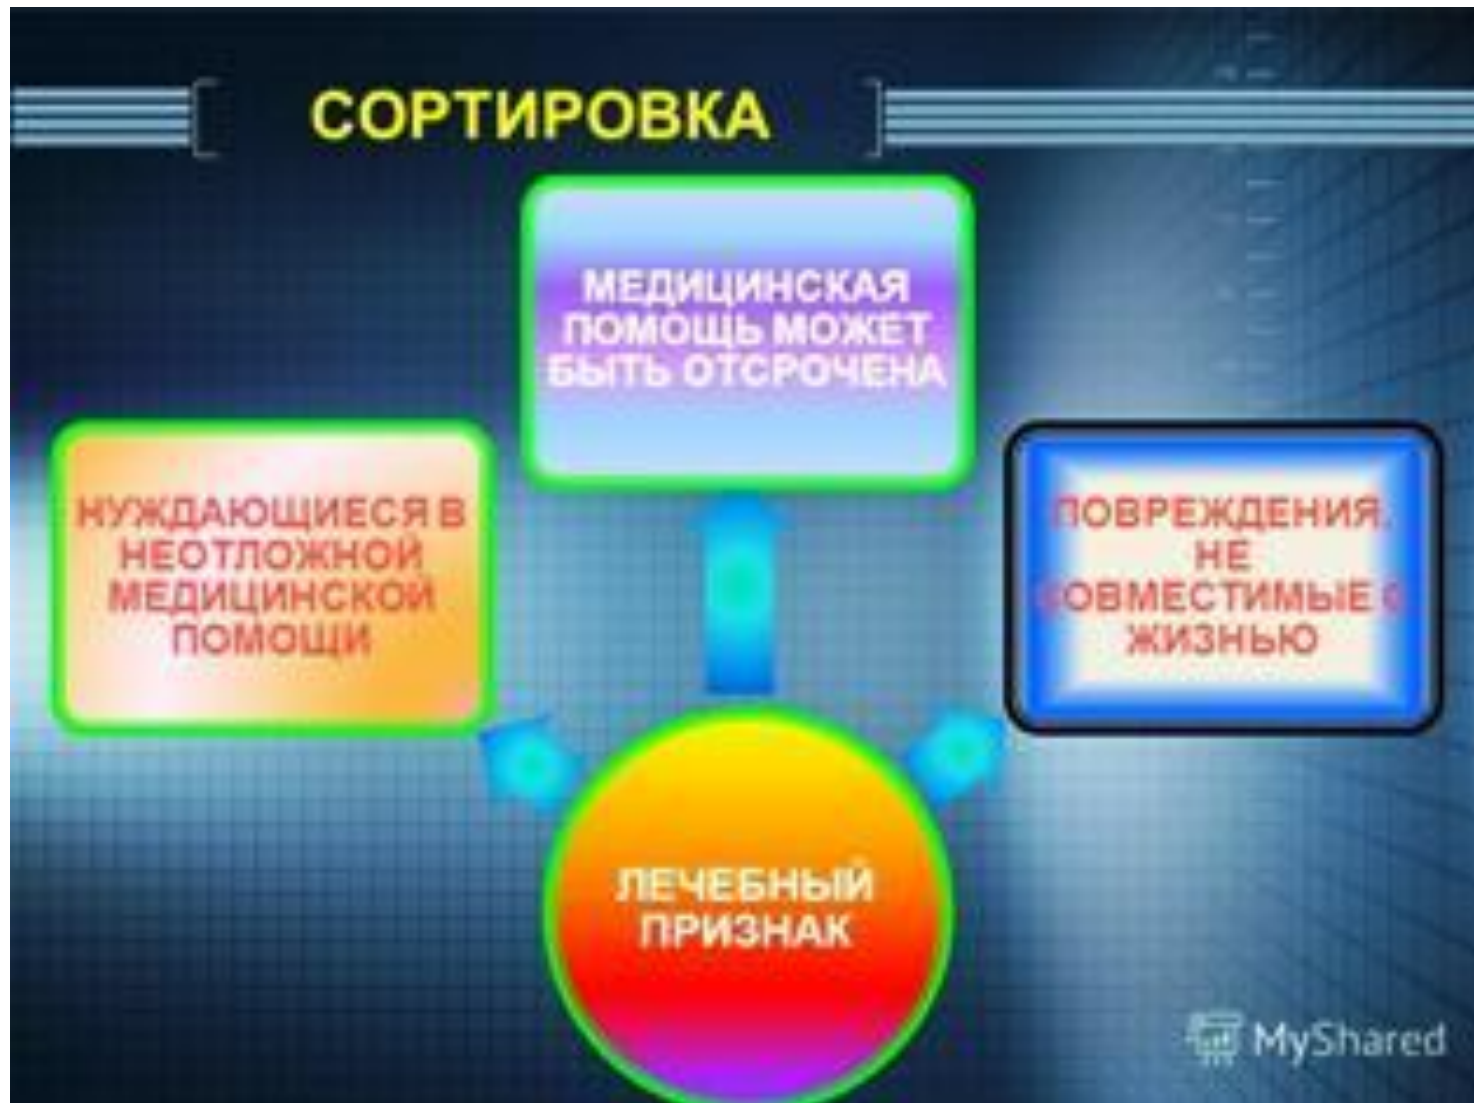 СОРТИРОВКА
МЕДИЦИНСКАЯ
ПОМОЩЬ МОЖЕТ
БЫТЬ ОТСРОЧЕНА
НУЖДАЮЩИЕСЯ В
НЕОТЛОЖНОЙ
МЕДИЦИНСКОЙ
ПОМОЩИ
ПОВРЕЖДЕНИЯ,
НЕ
СОВМЕСТИМЫЕ С
ЖИЗНЬЮ
ЛЕЧЕБНЫЙ
ПРИЗНАК
MyShared